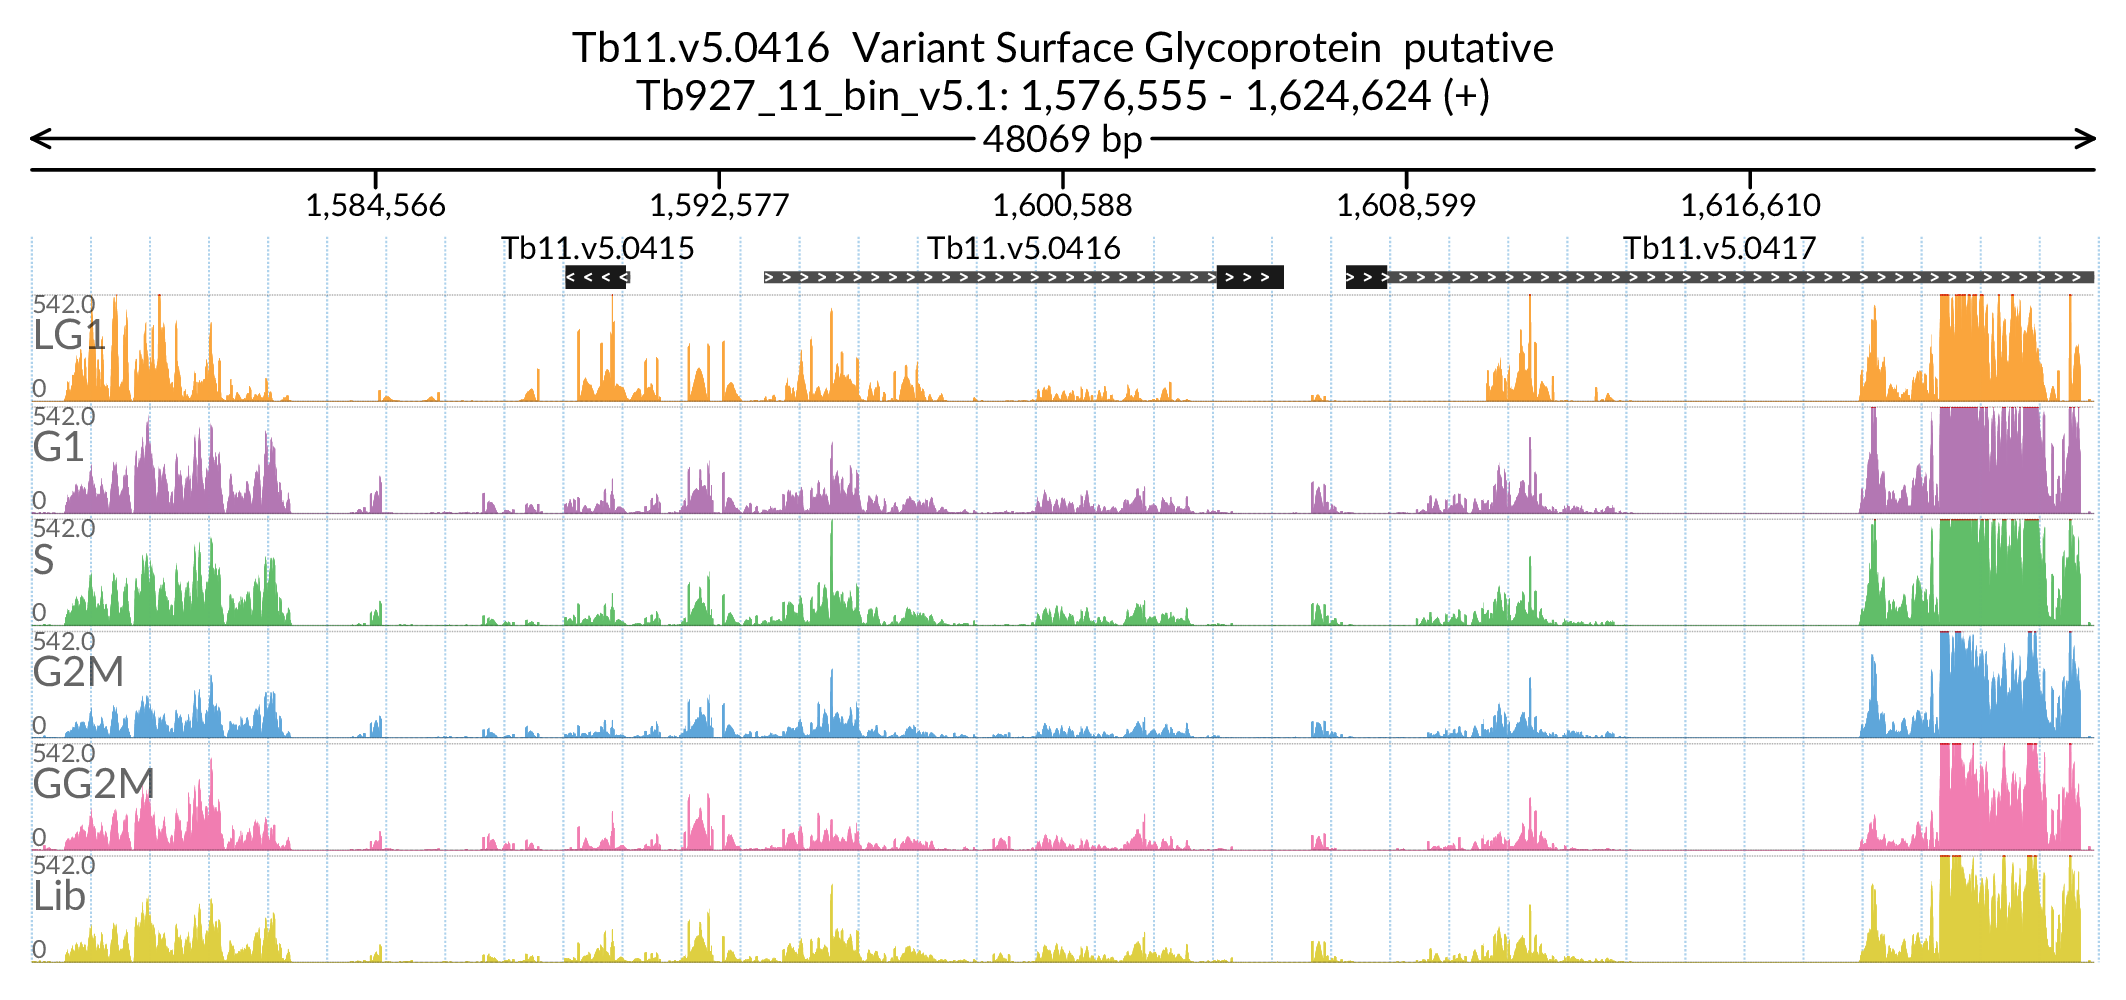 Tb11.v5.0416 Variant Surface Glycoprotein putative
Tb927_11_bin_v5.1: 1,576,555 - 1,624,624 (+)
48069 bp
1,584,566 1,592,577 1,600,588 1,608,599 1,616,610
Tb11.v5.0415 Tb11.v5.0416 Tb11.v5.0417
542.0
LG1
0
542.0
G1
0
542.0
S
0
542.0
G2M
0
542.0
GG2M
0
542.0
Lib
0